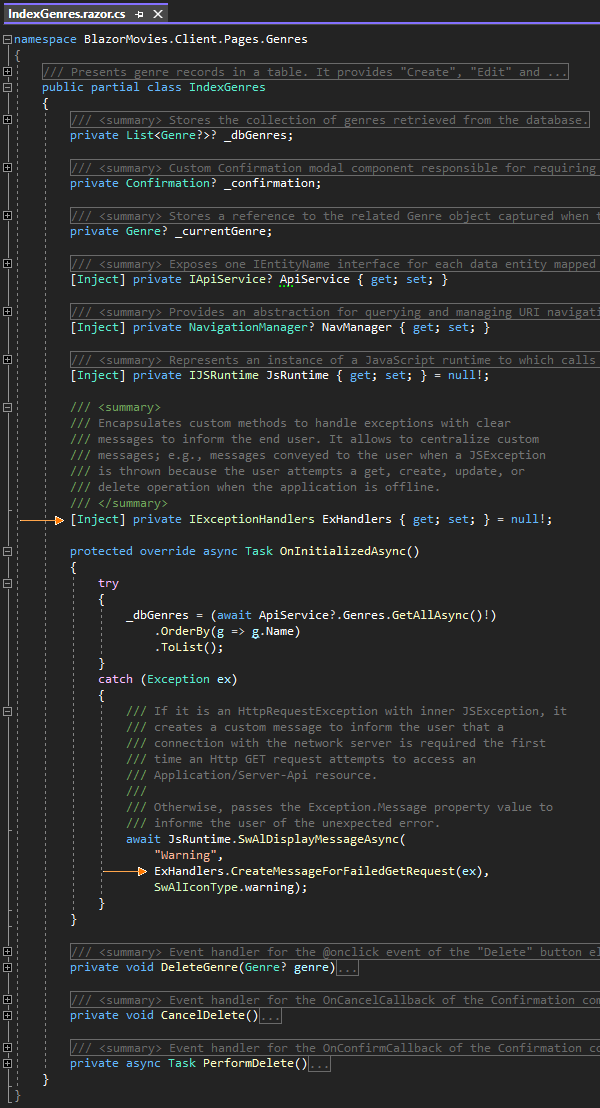 IndexGenres.razor.cs
namespace BlazorMovies.Client.Pages.Genres
{
/// Presents genre records in a table. It provides "Create", "Edit" and ...
public partial class IndexGenres
{
/// <summary> Stores the collection of genres retrieved from the database.
private List<Genre?>? _dbGenres;
/// <summary> Custom Confirmation modal component responsible for requiring
private Confirmation? _confirmation;
/// <summary> Stores a reference to the related Genre object captured when t
private Genre? _currentGenre;
/// <summary> Exposes one IEntityName interface for each data entity mapped
[Inject] private IApiService? ApiService { get; set; }
/// <summary> Provides an abstraction for querying and managing URI navigati
[Inject] private NavigationManager? NavManager { get; set; }
/// <summary> Represents an instance of a JavaScript runtime to which calls
[Inject] private IJSRuntime JsRuntime { get; set; } = null!;
/// <summary>
/// Encapsulates custom methods to handle exceptions with clear
/// messages to inform the end user. It allows to centralize custom
/// messages; e.g., messages conveyed to the user when a JSException
/// is thrown because the user attempts a get, create, update, or
/// delete operation when the application is offline.
/// </summary>
[Inject] private IExceptionHandlers ExHandlers { get; set; } = null!;
protected override async Task OnInitializedAsync()
{
try
{
_dbGenres = (await ApiService?.Genres.GetAllAsync()!)
.OrderBy(g => g.Name)
.ToList();
}
catch (Exception ex)
{
/// If it is an HttpRequestException with inner JSException, it
/// creates a custom message to inform the user that a
/// connection with the network server is required the first
/// time an Http GET request attempts to access an
/// Application/Server-Api resource.
///
/// Otherwise, passes the Exception.Message property value to
/// informe the user of the unexpected error.
await JsRuntime.SwAlDisplayMessageAsync(
"Warning",
ExHandlers.CreateMessageForFailedGetRequest(ex),
SwAlIconType.warning);
}
}
/// <summary> Event handler for the @onclick event of the "Delete" button el
private void DeleteGenre(Genre? genre)...
/// <summary> Event handler for the OnCancelCallback of the Confirmation com
private void CancelDelete()...
/// <summary> Event handler for the OnConfirmCallback of the Confirmation co
private async Task PerformDelete()...
}
}